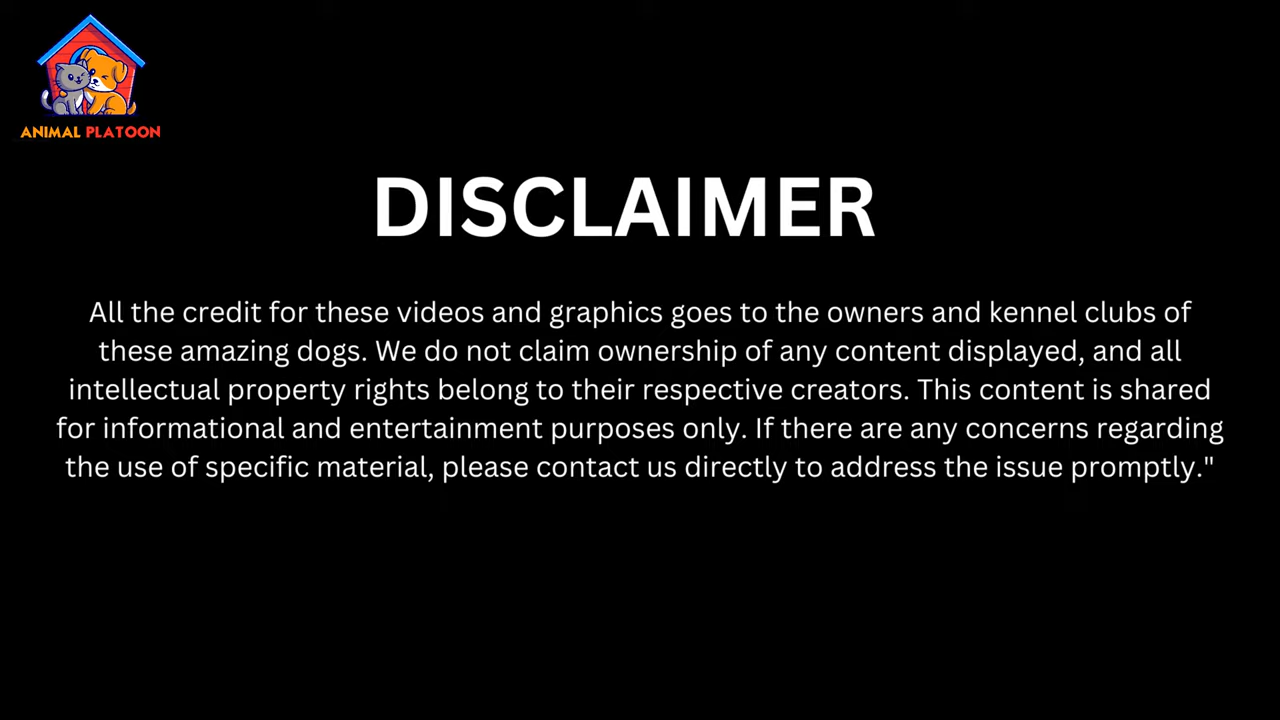 ANIMAL PLATOON
DISCLAIMER
All the credit for these videos and graphics goes to the owners and kennel clubs of
these amazing dogs. We do not claim ownership of any content displayed, and all
intellectual property rights belong to their respective creators. This content is shared
for informational and entertainment purposes only. If there are any concerns regarding
the use of specific material, please contact us directly to address the issue promptly."